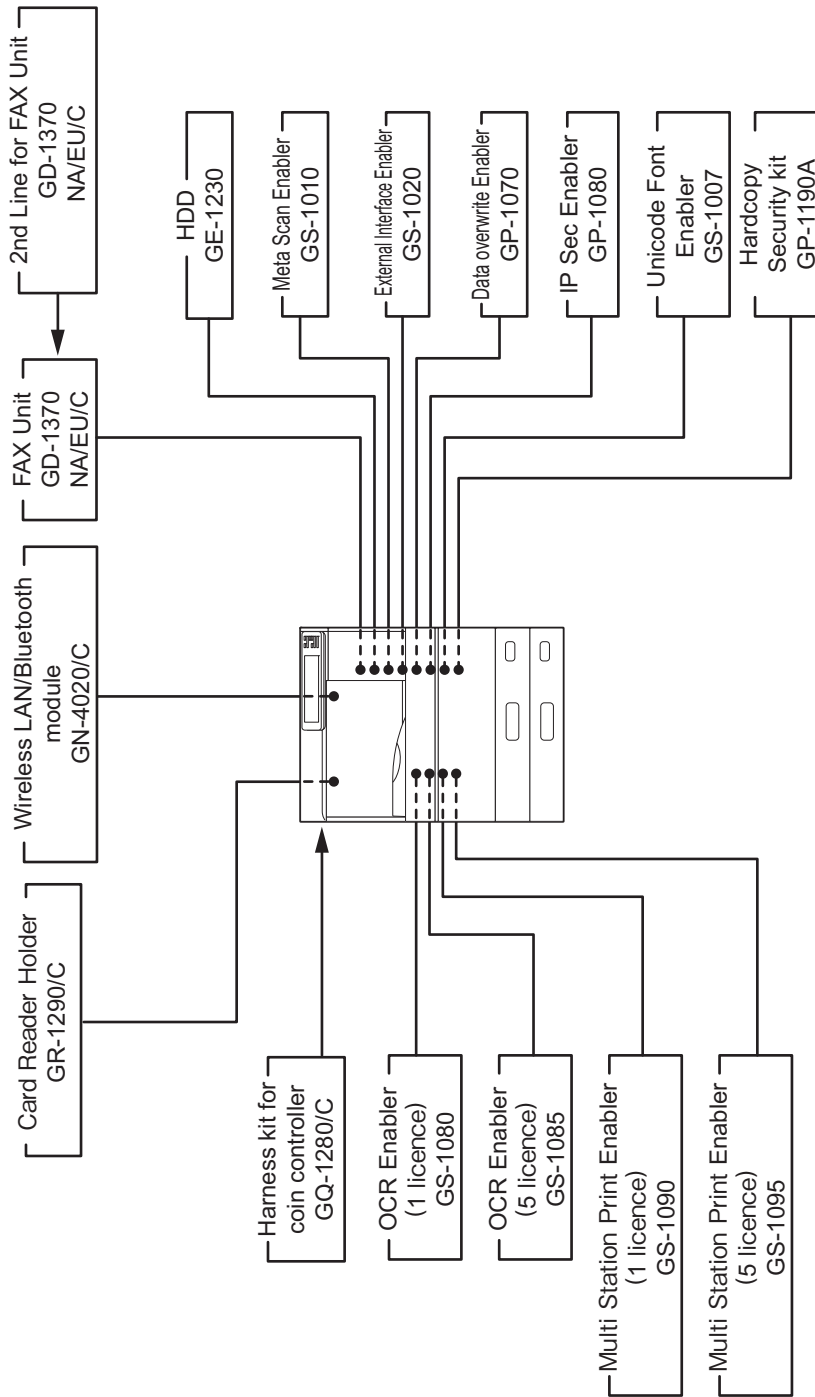 Card Reader Holder
GR-1290/C
Wireless LAN/Bluetooth
module
GN-4020/C
FAX Unit
GD-1370
NA/EU/C
2nd Line for FAX Unit
GD-1370
NA/EU/C
HDD
GE-1230
Meta Scan Enabler
GS-1010
External Interface Enabler
GS-1020
Data overwrite Enabler
GP-1070
IP Sec Enabler
GP-1080
Unicode Font
Enabler
GS-1007
Hardcopy
Security kit
GP-1190A
Harness kit for
coin controller
GQ-1280/C
OCR Enabler
(1 licence)
GS-1080
OCR Enabler
(5 licence)
GS-1085
Multi Station Print Enabler
(1 licence)
GS-1090
Multi Station Print Enabler
(5 licence)
GS-1095